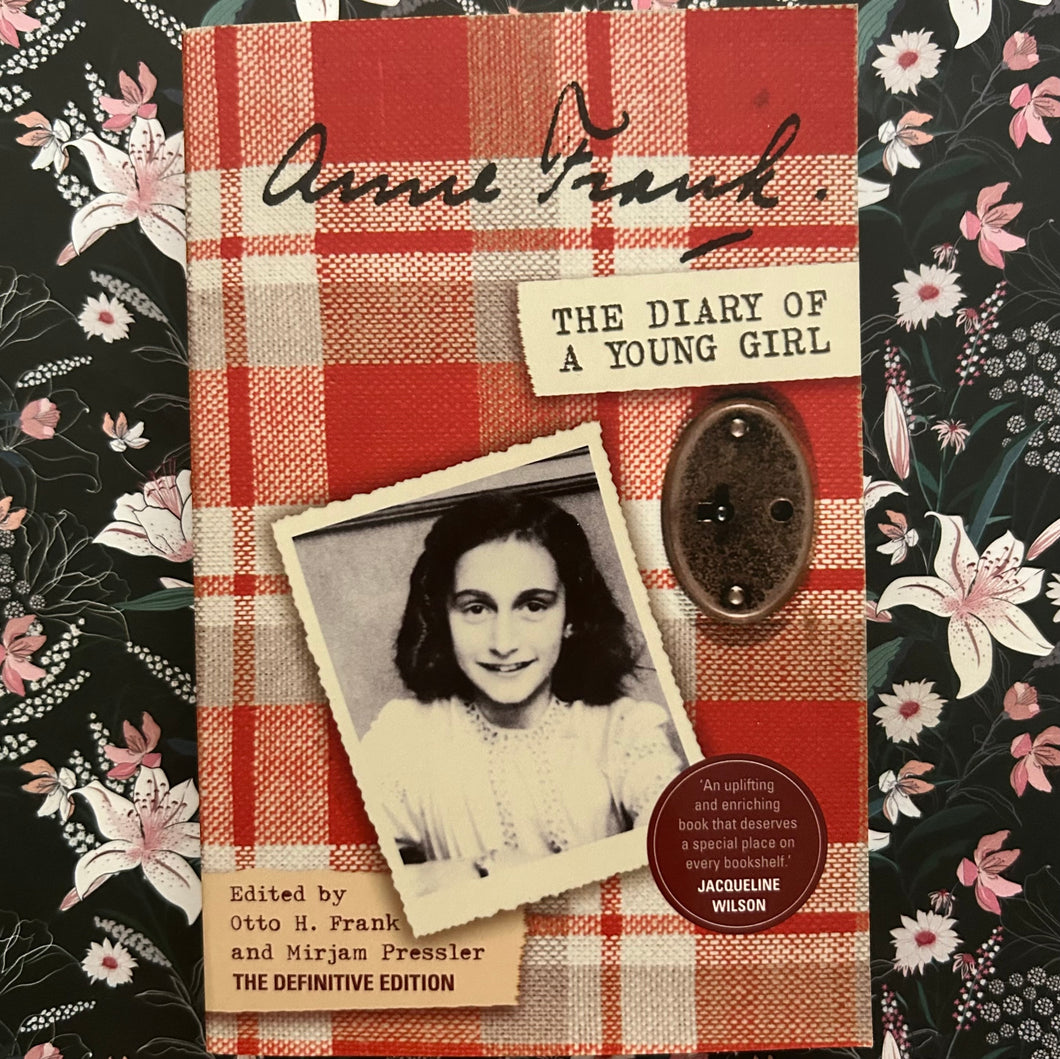 Anne Frank.
THE DIARY OF
A YOUNG GIRL
'An uplifting
and enriching
book that deserves
a special place on
every bookshelf.'
JACQUELINE
WILSON
Edited by
Otto H. Frank
and Mirjam Pressler
THE DEFINITIVE EDITION